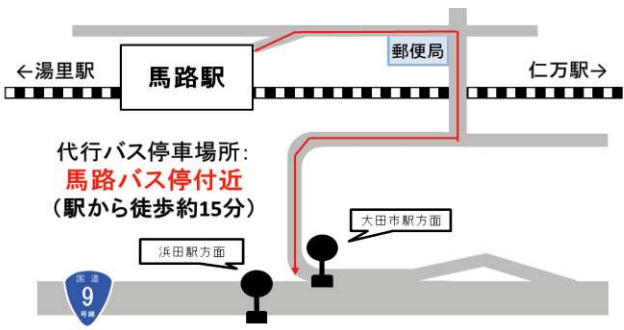 郵便局
←湯里駅
馬路駅
仁万駅→
代行バス停車場所：
馬路バス停付近
（駅から徒歩約15分）
大田市駅方面
浜田駅方面
国道
9
号線